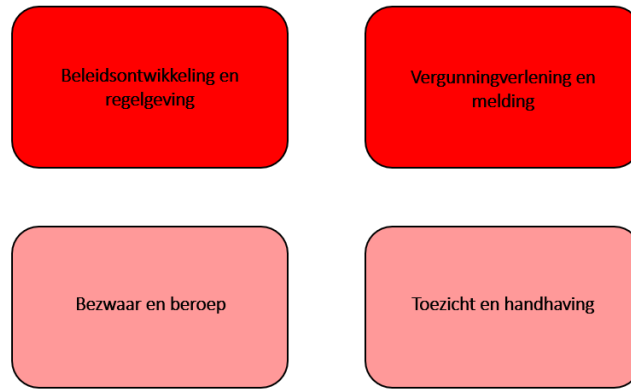 Beleidsontwikkeling en
regelgeving
Vergunningverlening en
melding
Bezwaar en beroep
Toezicht en handhaving